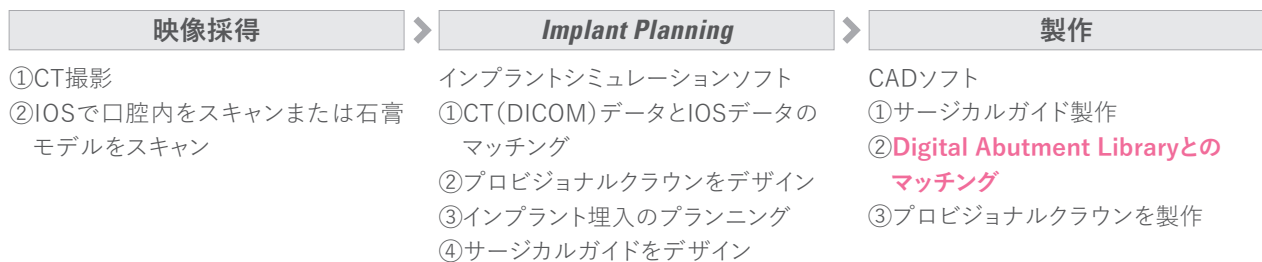 映像採得
①CT撮影
②IOSで口腔内をスキャンまたは石膏
モデルをスキャン
Implant Planning
インプラントシミュレーションソフト
①CT(DICOM)データとIOSデータの
マッチング
②プロビジョナルクラウンをデザイン
③インプラント埋入のプランニング
④サージカルガイドをデザイン
製作
CADソフト
①サージカルガイド製作
②Digital Abutment Libraryとの
マッチング
③プロビジョナルクラウンを製作